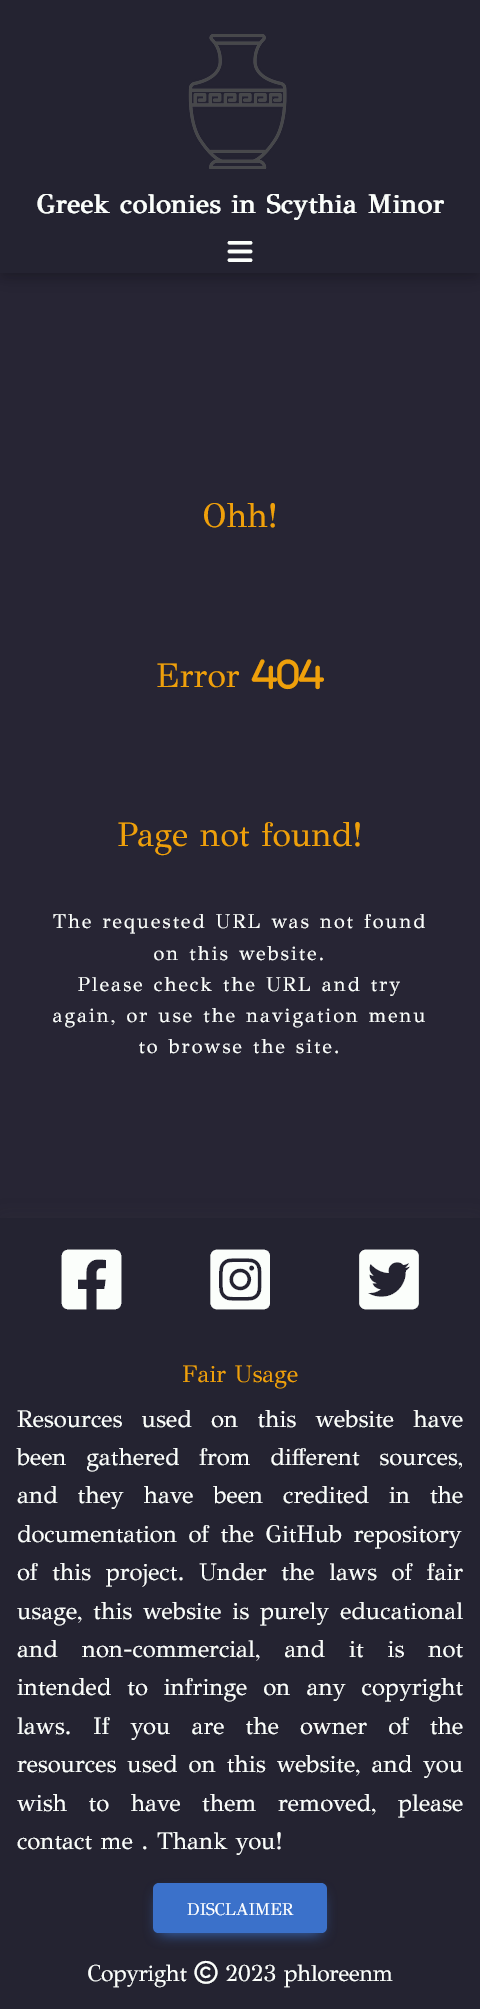 Greek colonies in Scythia Minor
Ohh!
Error 404
Page not found!
The requested URL was not found
on this website.
Please check the URL and try
again, or use the navigation menu
to browse the site.
Fair Usage
Resources used on this website have
been gathered from different sources,
and they have been credited in the
documentation of the GitHub repository
of this project. Under the laws of fair
usage, this website is purely educational
and non-commercial, and it is not
intended to infringe on any copyright
laws. If you are the owner of the
resources used on this website, and you
wish to have them removed, please
contact me . Thank you!
DISCLAIMER
Copyright © 2023 phloreenm